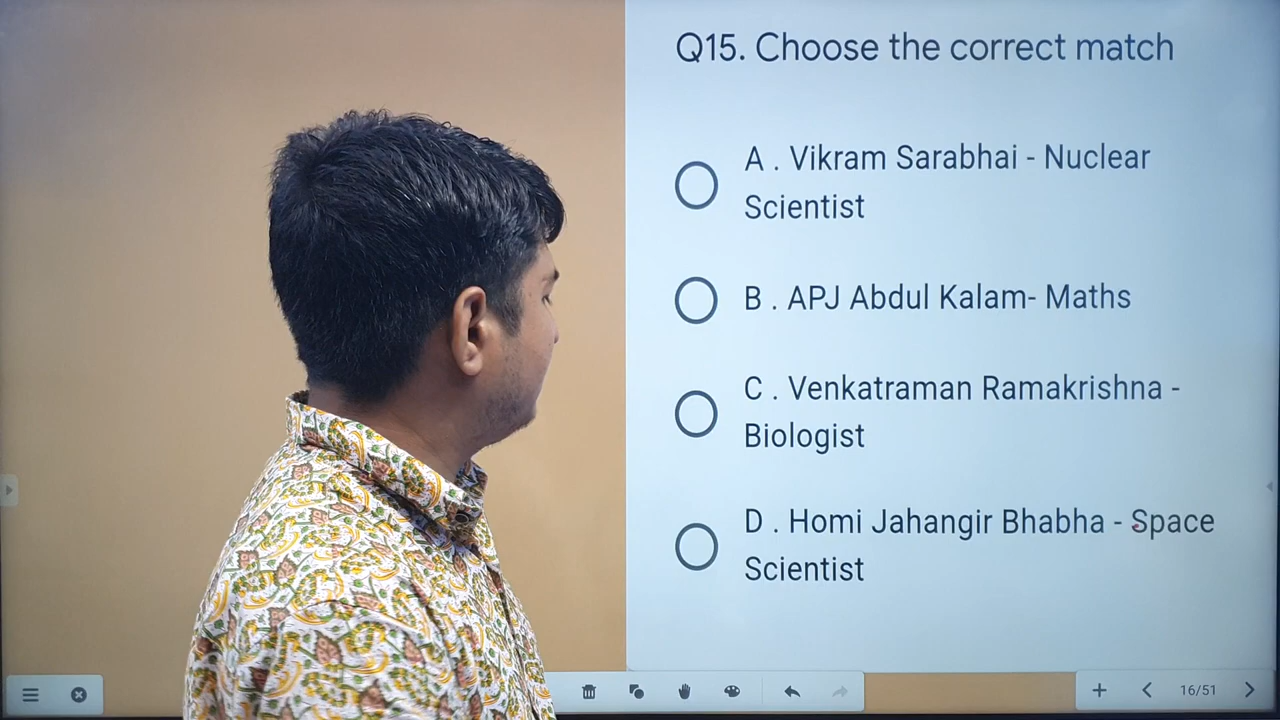 Q15. Choose the correct match
A . Vikram Sarabhai - Nuclear
Scientist
B . APJ Abdul Kalam- Maths
C . Venkatraman Ramakrishna -
Biologist
D . Homi Jahangir Bhabha - Space
Scientist
16/51